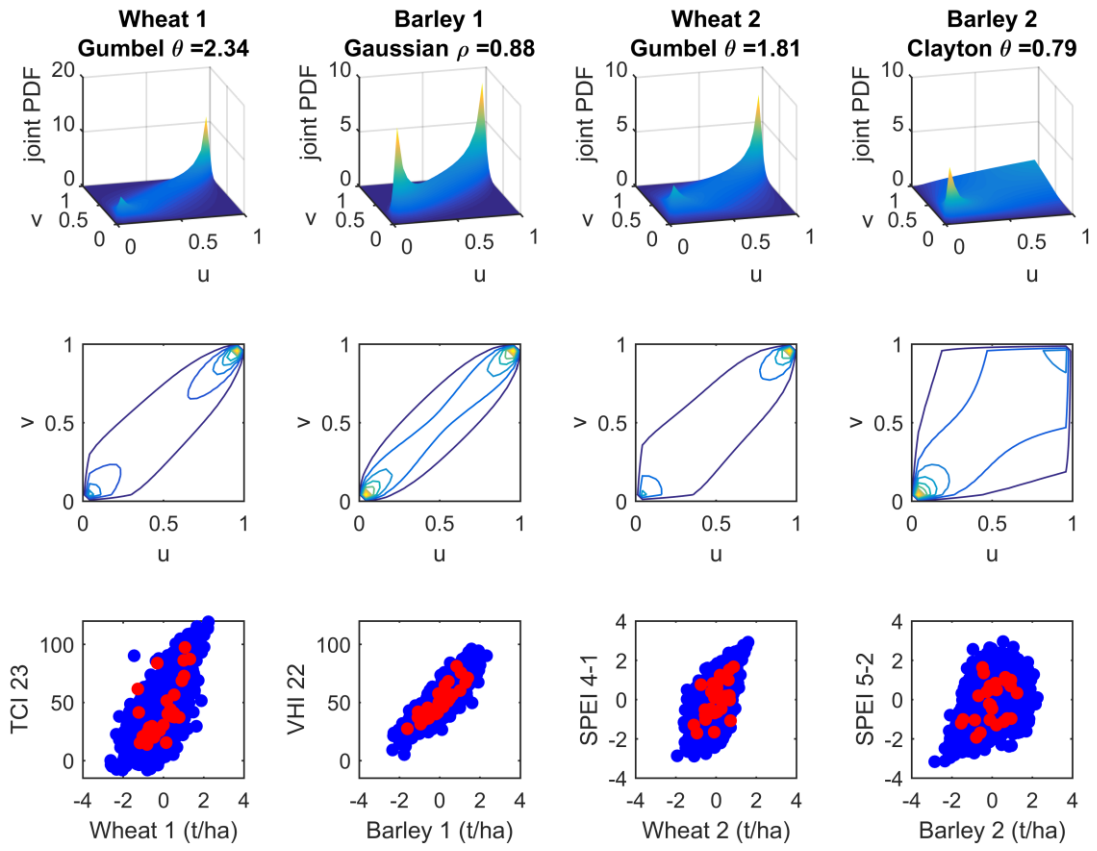 Wheat 1
Gumbel θ =2.34
Barley 1
Gaussian ρ =0.88
Wheat 2
Gumbel θ =1.81
Barley 2
Clayton θ =0.79
joint PDF
20
10
0
1
0.5
0
v
0
0.5
1
u
joint PDF
10
5
0
1
0.5
0
v
0
0.5
1
u
joint PDF
10
5
0
1
0.5
0
v
0
0.5
1
u
joint PDF
10
5
0
1
0.5
0
v
0
0.5
1
u
v
1
0.5
0
0
0.5
1
u
v
1
0.5
0
0
0.5
1
u
v
1
0.5
0
0
0.5
1
u
v
1
0.5
0
0
0.5
1
u
TCI 23
100
50
0
-4 -2 0 2 4
Wheat 1 (t/ha)
VHI 22
100
50
0
-4 -2 0 2 4
Barley 1 (t/ha)
SPEI 4-1
4
2
0
-2
-4
-4 -2 0 2 4
Wheat 2 (t/ha)
SPEI 5-2
4
2
0
-2
-4
-4 -2 0 2 4
Barley 2 (t/ha)